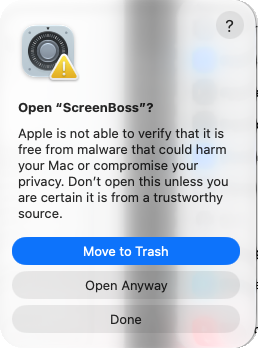 ?
Open “ScreenBoss”?
Apple is not able to verify that it is
free from malware that could harm
your Mac or compromise your
privacy. Don’t open this unless you
are certain it is from a trustworthy
source.
Move to Trash
Open Anyway
Done